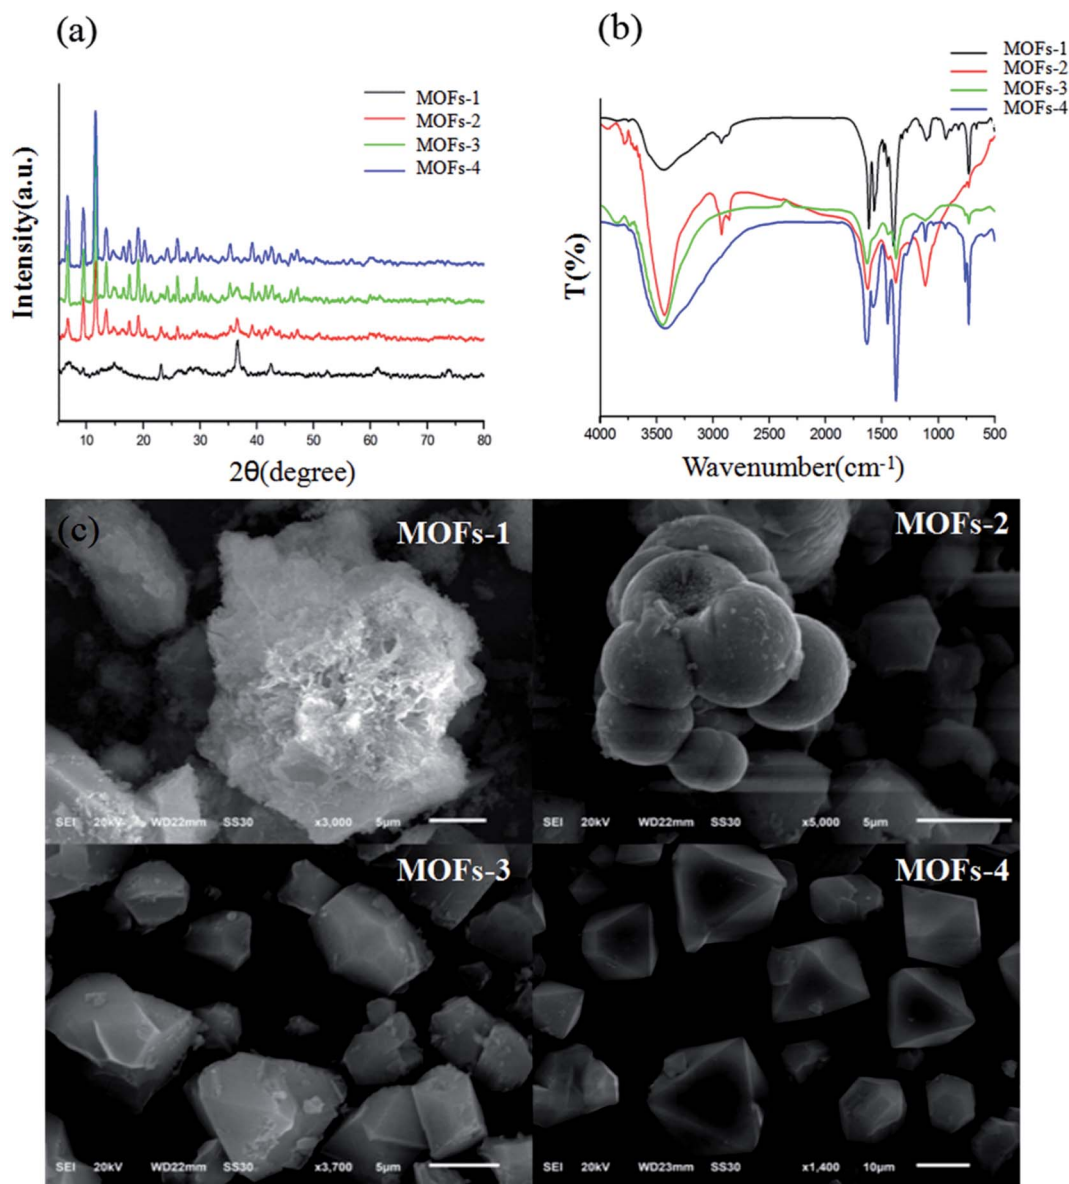 (a)
MOFs-1
MOFs-2
MOFs-3
MOFs-4
Intensity(a.u.)
10 20 30 40 50 60 70 80
2θ(degree)
(b)
MOFs-1
MOFs-2
MOFs-3
MOFs-4
T(%)
4000 3500 3000 2500 2000 1500 1000 500
Wavenumber(cm-1)
(c)
MOFs-1
SEI 20kV WD22mm SS30 x3,000 5μm
MOFs-2
SEI 20kV WD22mm SS30 x5,000 5μm
MOFs-3
SEI 20kV WD22mm SS30 x3,700 5μm
MOFs-4
SEI 20kV WD23mm SS30 x1,400 10μm